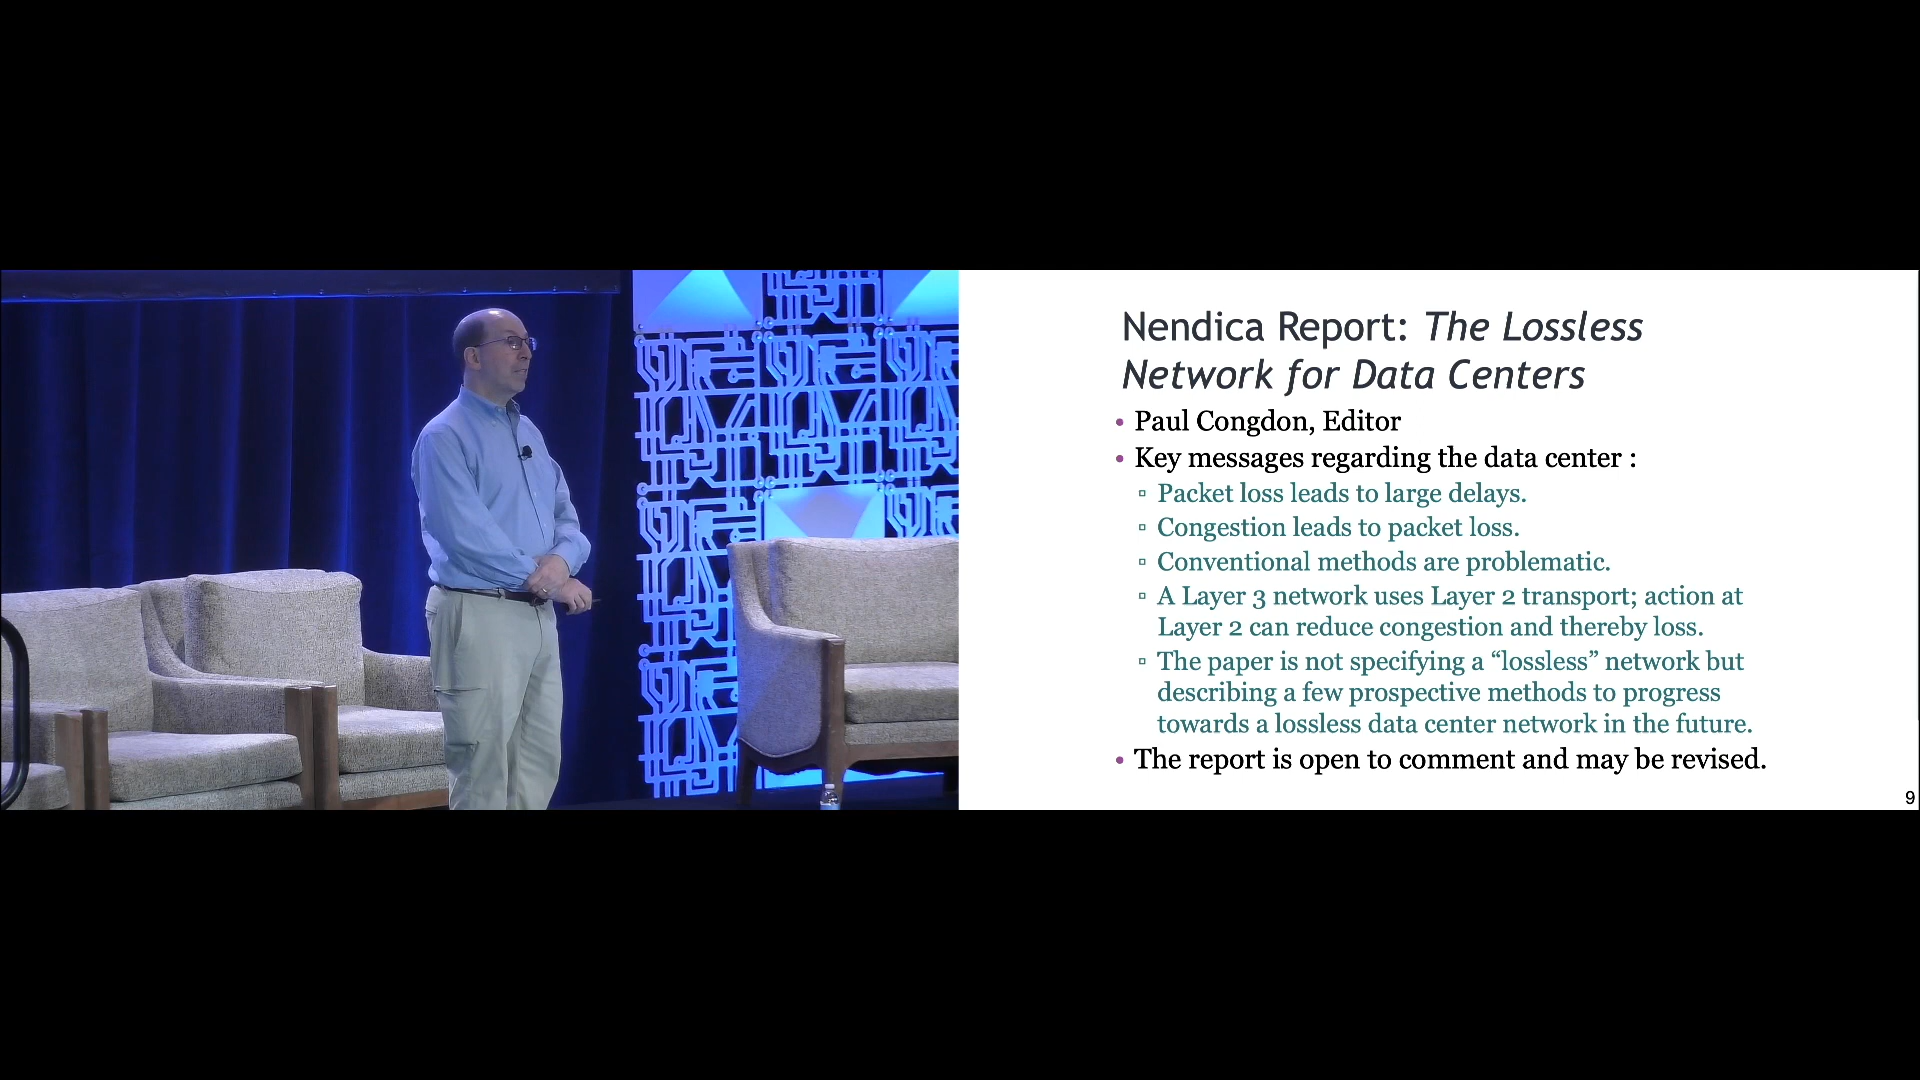 Nendica Report: The Lossless
Network for Data Centers
• Paul Congdon, Editor
• Key messages regarding the data center :
▫ Packet loss leads to large delays.
▫ Congestion leads to packet loss.
▫ Conventional methods are problematic.
▫ A Layer 3 network uses Layer 2 transport; action at
Layer 2 can reduce congestion and thereby loss.
▫ The paper is not specifying a “lossless” network but
describing a few prospective methods to progress
towards a lossless data center network in the future.
• The report is open to comment and may be revised.
9